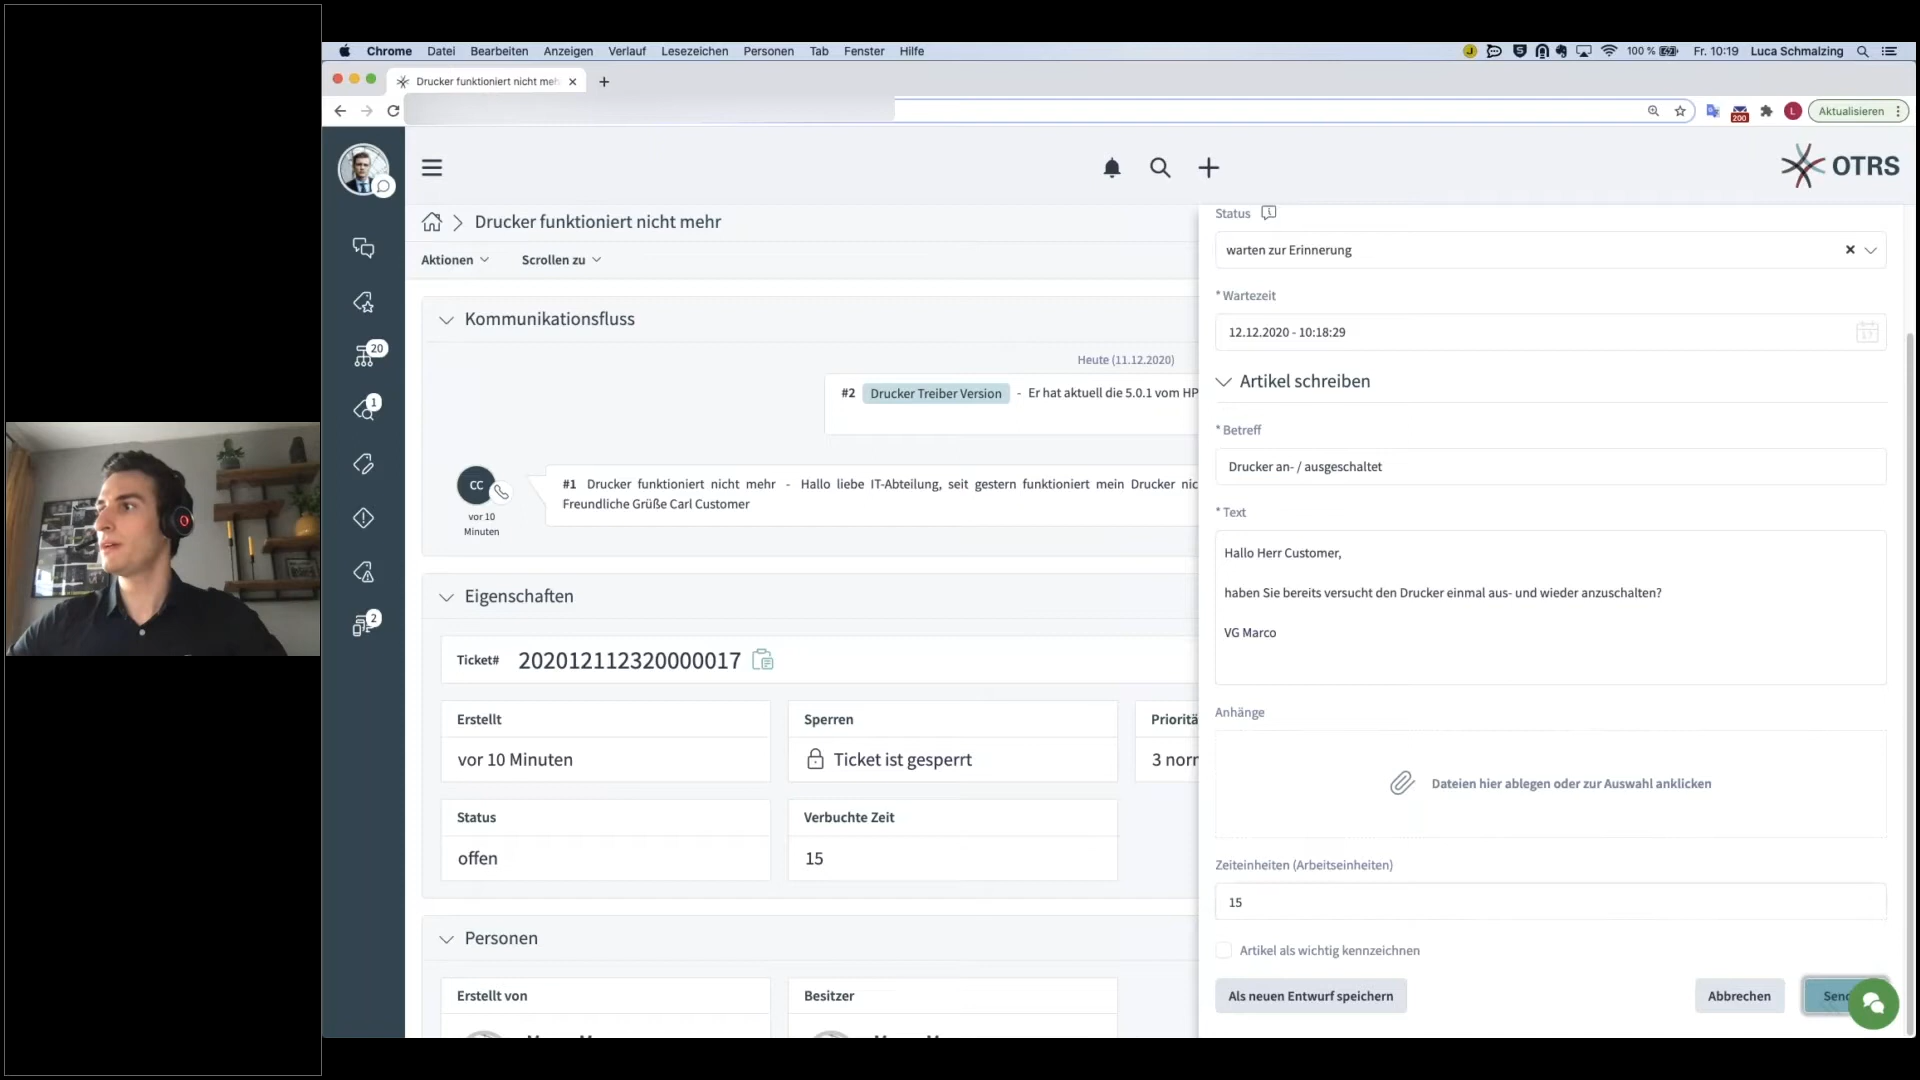 Chrome Datei Bearbeiten Anzeigen Verlauf Lesezeichen Personen Tab Fenster Hilfe
100 % Fr. 10:19 Luca Schmalzing
Drucker funktioniert nicht meh
200 L Aktualisieren
OTRS
Drucker funktioniert nicht mehr
Aktionen Scrollen zu
Kommunikationsfluss
Heute (11.12.2020)
#2 Drucker Treiber Version - Er hat aktuell die 5.0.1 vom HP
CC
vor 10
Minuten
#1 Drucker funktioniert nicht mehr - Hallo liebe IT-Abteilung, seit gestern funktioniert mein Drucker nic
Freundliche Grüße Carl Customer
20
1
2
Eigenschaften
Ticket# 202012112320000017
Erstellt
vor 10 Minuten
Sperren
Ticket ist gesperrt
Prioritä
3 norr
Status
offen
Verbuchte Zeit
15
Personen
Erstellt von
Besitzer
Status
warten zur Erinnerung
* Wartezeit
12.12.2020 - 10:18:29
Artikel schreiben
* Betreff
Drucker an- / ausgeschaltet
* Text
Hallo Herr Customer,
haben Sie bereits versucht den Drucker einmal aus- und wieder anzuschalten?
VG Marco
Anhänge
Dateien hier ablegen oder zur Auswahl anklicken
Zeiteinheiten (Arbeitseinheiten)
15
Artikel als wichtig kennzeichnen
Als neuen Entwurf speichern Abbrechen Send